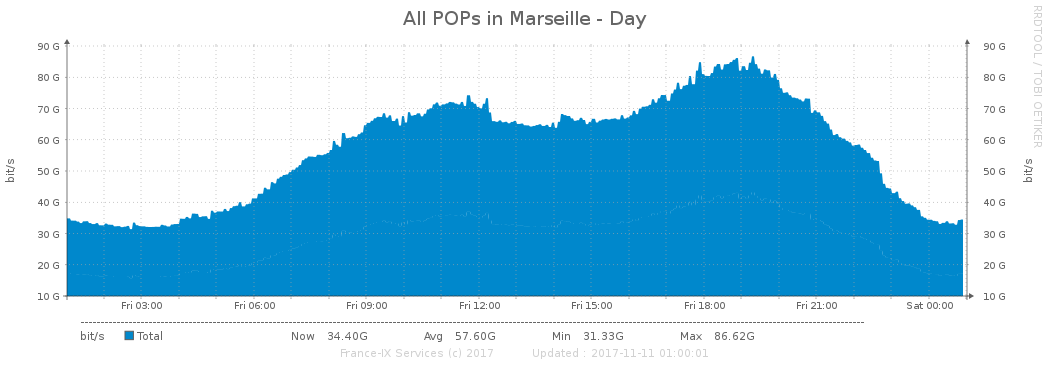 All POPs in Marseille - Day
RRDTOOL / TOBI OETIKER
bit/s
90 G
80 G
70 G
60 G
50 G
40 G
30 G
20 G
10 G
90 G
80 G
70 G
60 G
50 G
40 G
30 G
20 G
10 G
bit/s
Fri 03:00 Fri 06:00 Fri 09:00 Fri 12:00 Fri 15:00 Fri 18:00 Fri 21:00 Sat 00:00
bit/s Total Now 34.40G Avg 57.60G Min 31.33G Max 86.62G
France-IX Services (c) 2017 Updated : 2017-11-11 01:00:01